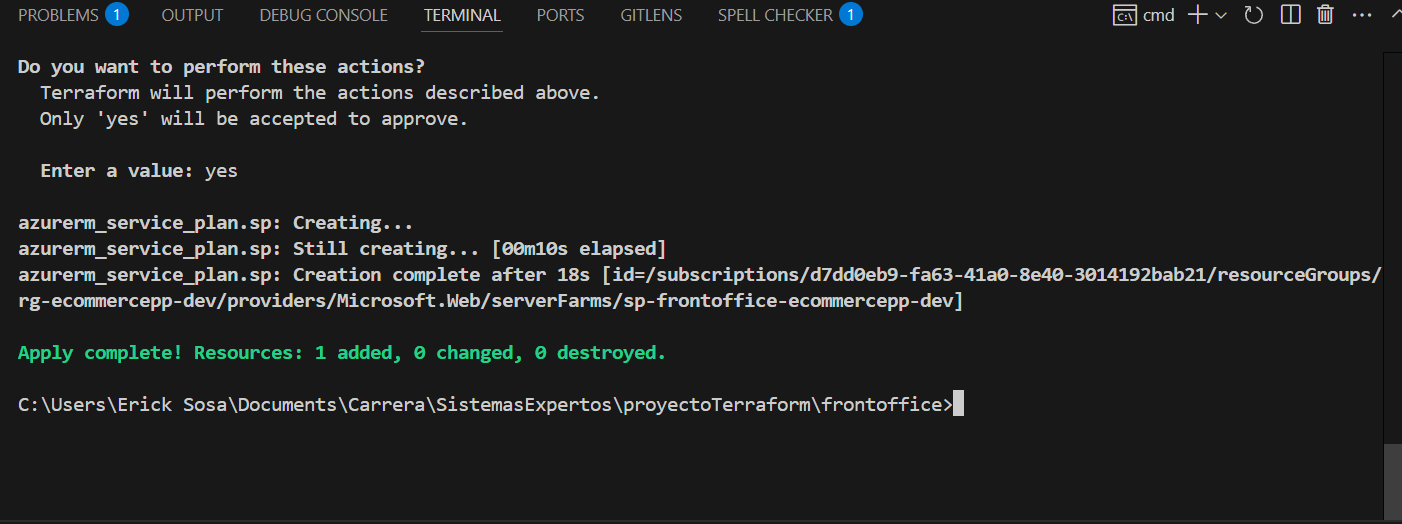 PROBLEMS 1 OUTPUT DEBUG CONSOLE TERMINAL PORTS GITLENS SPELL CHECKER 1 cmd
Do you want to perform these actions?
Terraform will perform the actions described above.
Only 'yes' will be accepted to approve.
Enter a value: yes
azurerm_service_plan.sp: Creating...
azurerm_service_plan.sp: Still creating... [00m10s elapsed]
azurerm_service_plan.sp: Creation complete after 18s [id=/subscriptions/d7dd0eb9-fa63-41a0-8e40-3014192bab21/resourceGroups/
rg-ecommercepp-dev/providers/Microsoft.Web/serverFarms/sp-frontoffice-ecommercepp-dev]
Apply complete! Resources: 1 added, 0 changed, 0 destroyed.
C:\Users\Erick Sosa\Documents\Carrera\SistemasExpertos\proyectoTerraform\frontoffice>